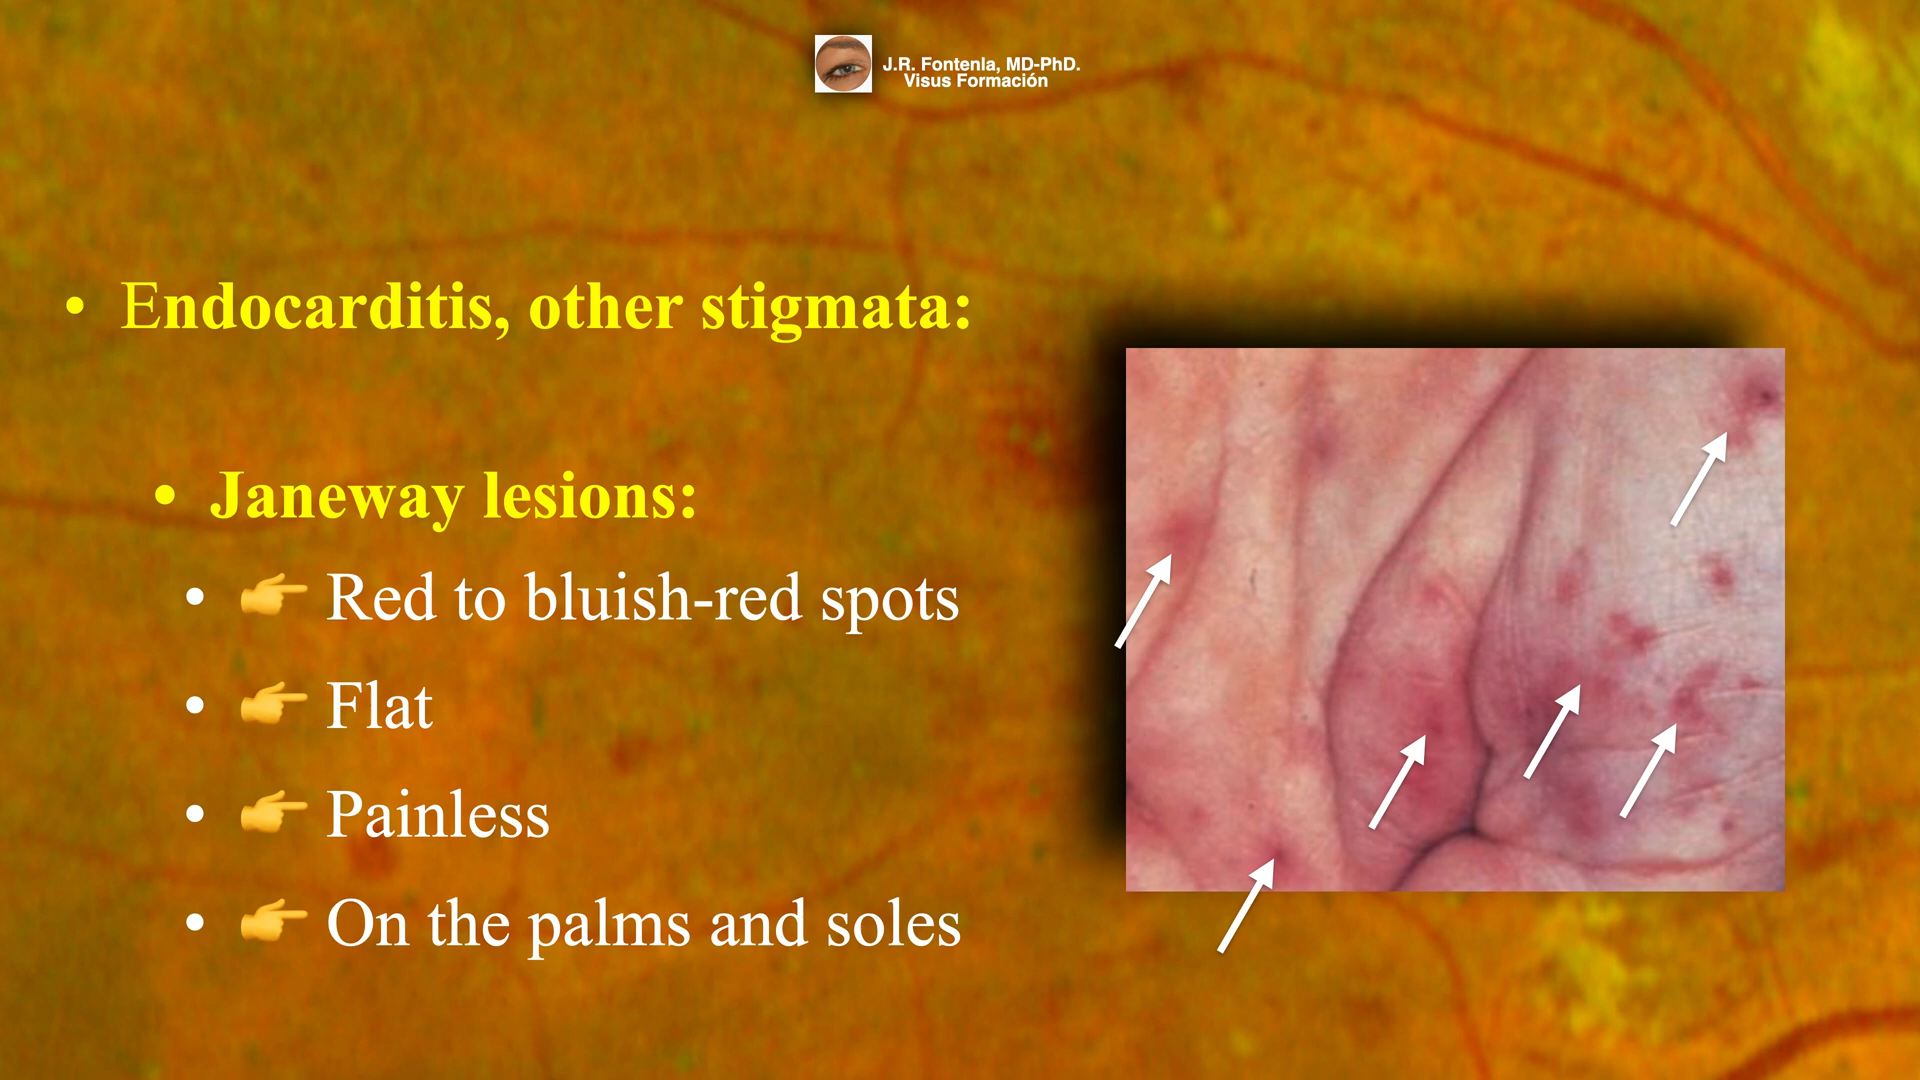 J.R. Fontenla, MD-PhD.
Visus Formación
• Endocarditis, other stigmata:
• Janeway lesions:
• 👉 Red to bluish-red spots
• 👉 Flat
• 👉 Painless
• 👉 On the palms and soles